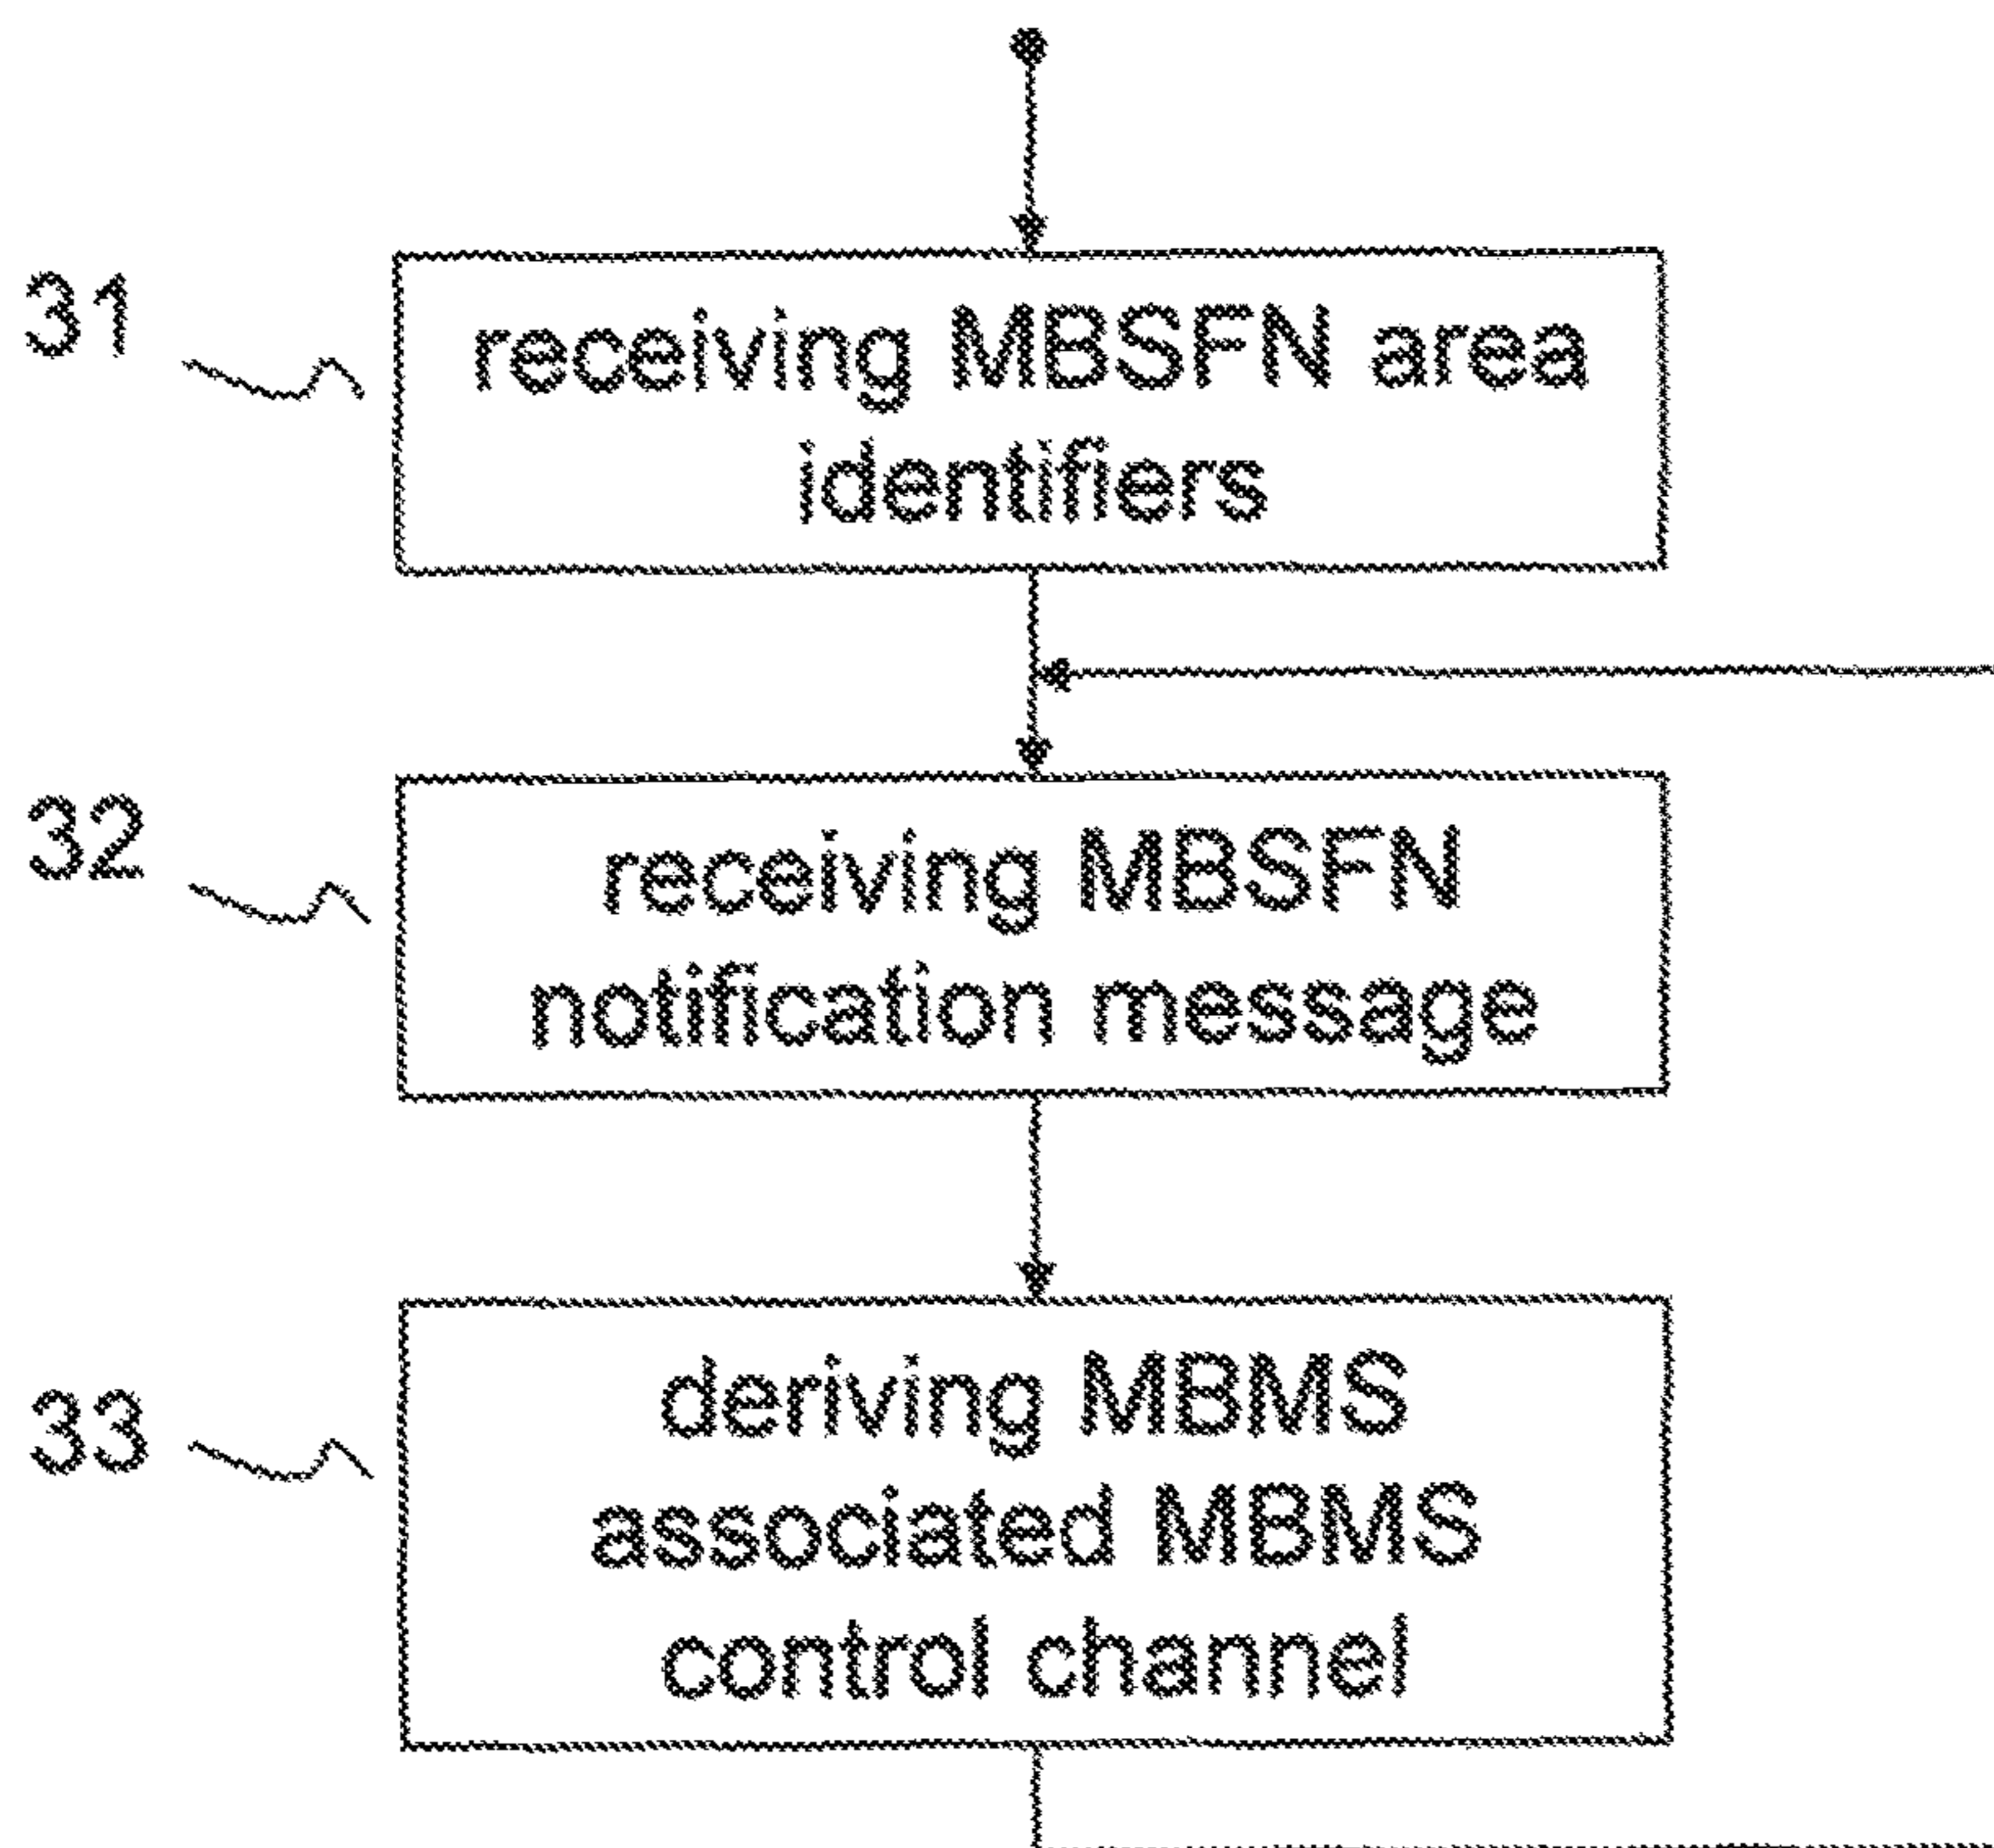 31
receiving MBSFN area
identifiers
32
receiving MBSFN
notification message
33
deriving MBMS
associated MBMS
control channel